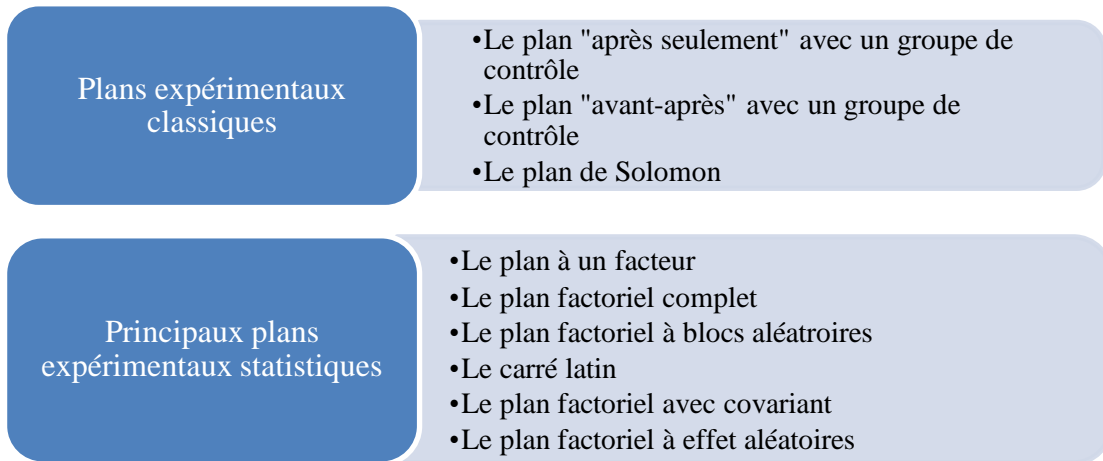 Plans expérimentaux
classiques
•Le plan "après seulement" avec un groupe de
contrôle
•Le plan "avant-après" avec un groupe de
contrôle
•Le plan de Solomon
Principaux plans
expérimentaux statistiques
•Le plan à un facteur
•Le plan factoriel complet
•Le plan factoriel à blocs aléatroires
•Le carré latin
•Le plan factoriel avec covariant
•Le plan factoriel à effet aléatoires